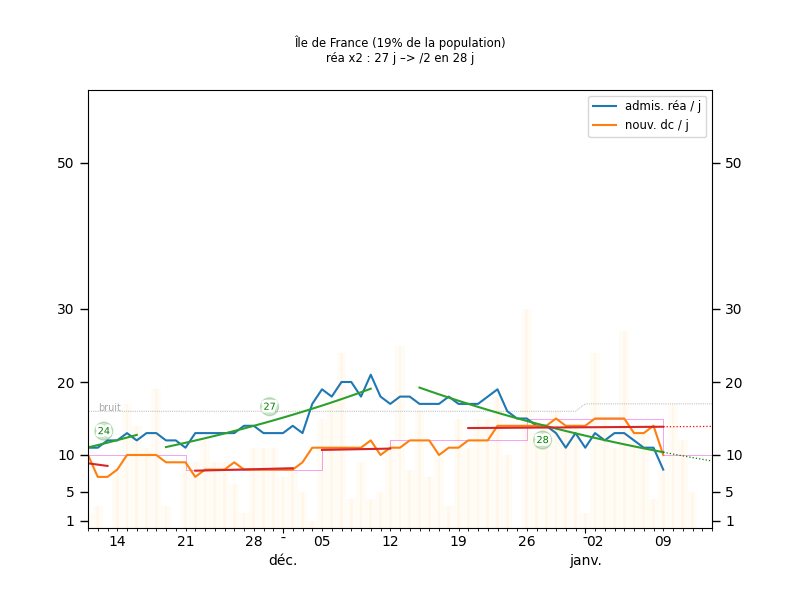 Île de France (19% de la population)
réa x2 : 27 j –> /2 en 28 j
admis. réa / j
nouv. dc / j
50 50
30 30
20 20
bruit
27
24
28
10 10
5 5
1 1
14 21 28 - 05 12 19 26 - 02 09
déc. janv.